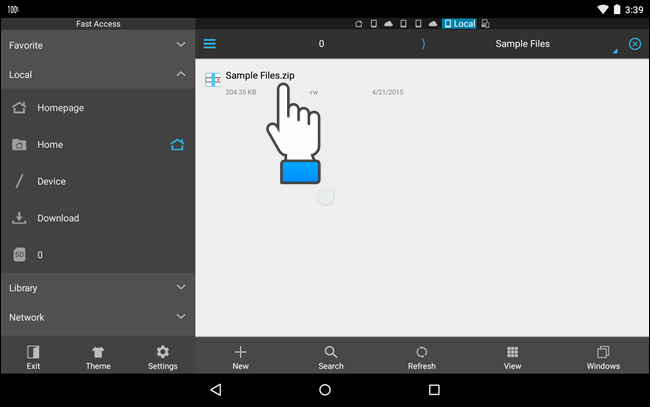 100%
3:39
Fast Access
Local
Favorite
0
Sample Files
Local
Sample Files.zip
204.35 KB
-rw
4/21/2015
Homepage
Home
Device
Download
SD
0
Library
Network
Exit
Theme
Settings
New
Search
Refresh
View
Windows